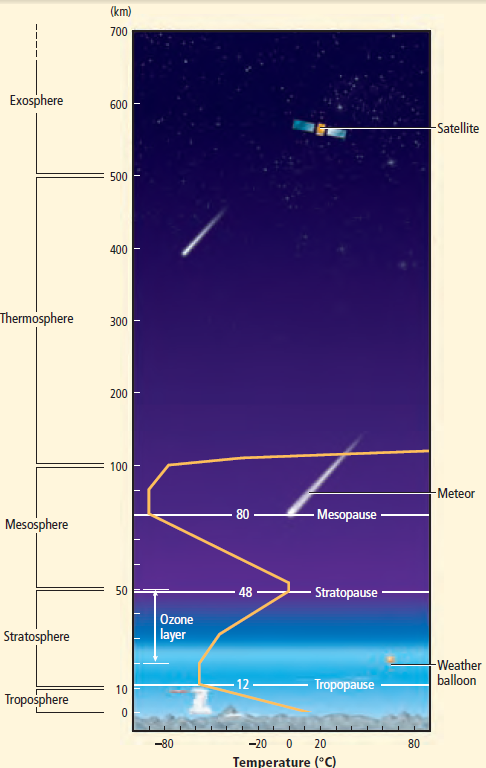 (km)
700
Exosphere
600
Satellite
500
400
Thermosphere
300
200
100
Meteor
80 Mesopause
Mesosphere
50
48 Stratopause
Ozone
layer
Stratosphere
Weather
balloon
12 Tropopause
10
Troposphere
0
–80 –20 0 20 80
Temperature (°C)